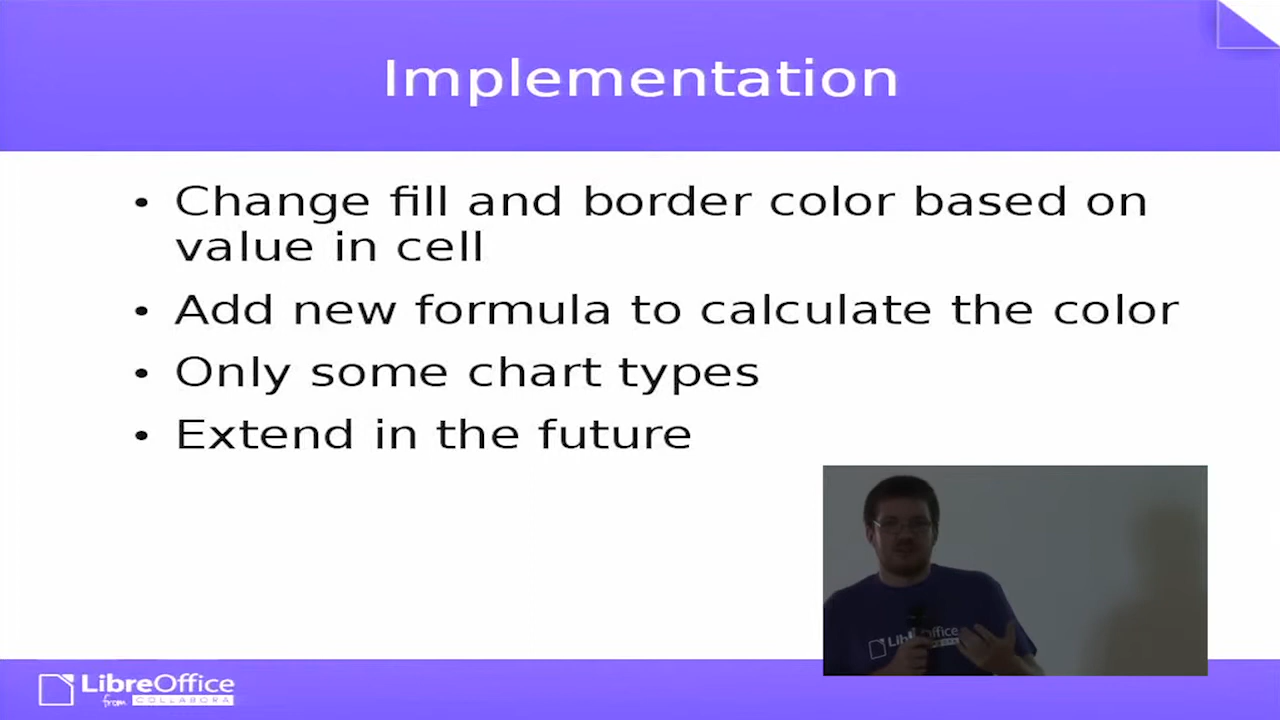 Implementation
• Change fill and border color based on
value in cell
• Add new formula to calculate the color
• Only some chart types
• Extend in the future
LibreOffice
LibreOffice
from COLLABORA